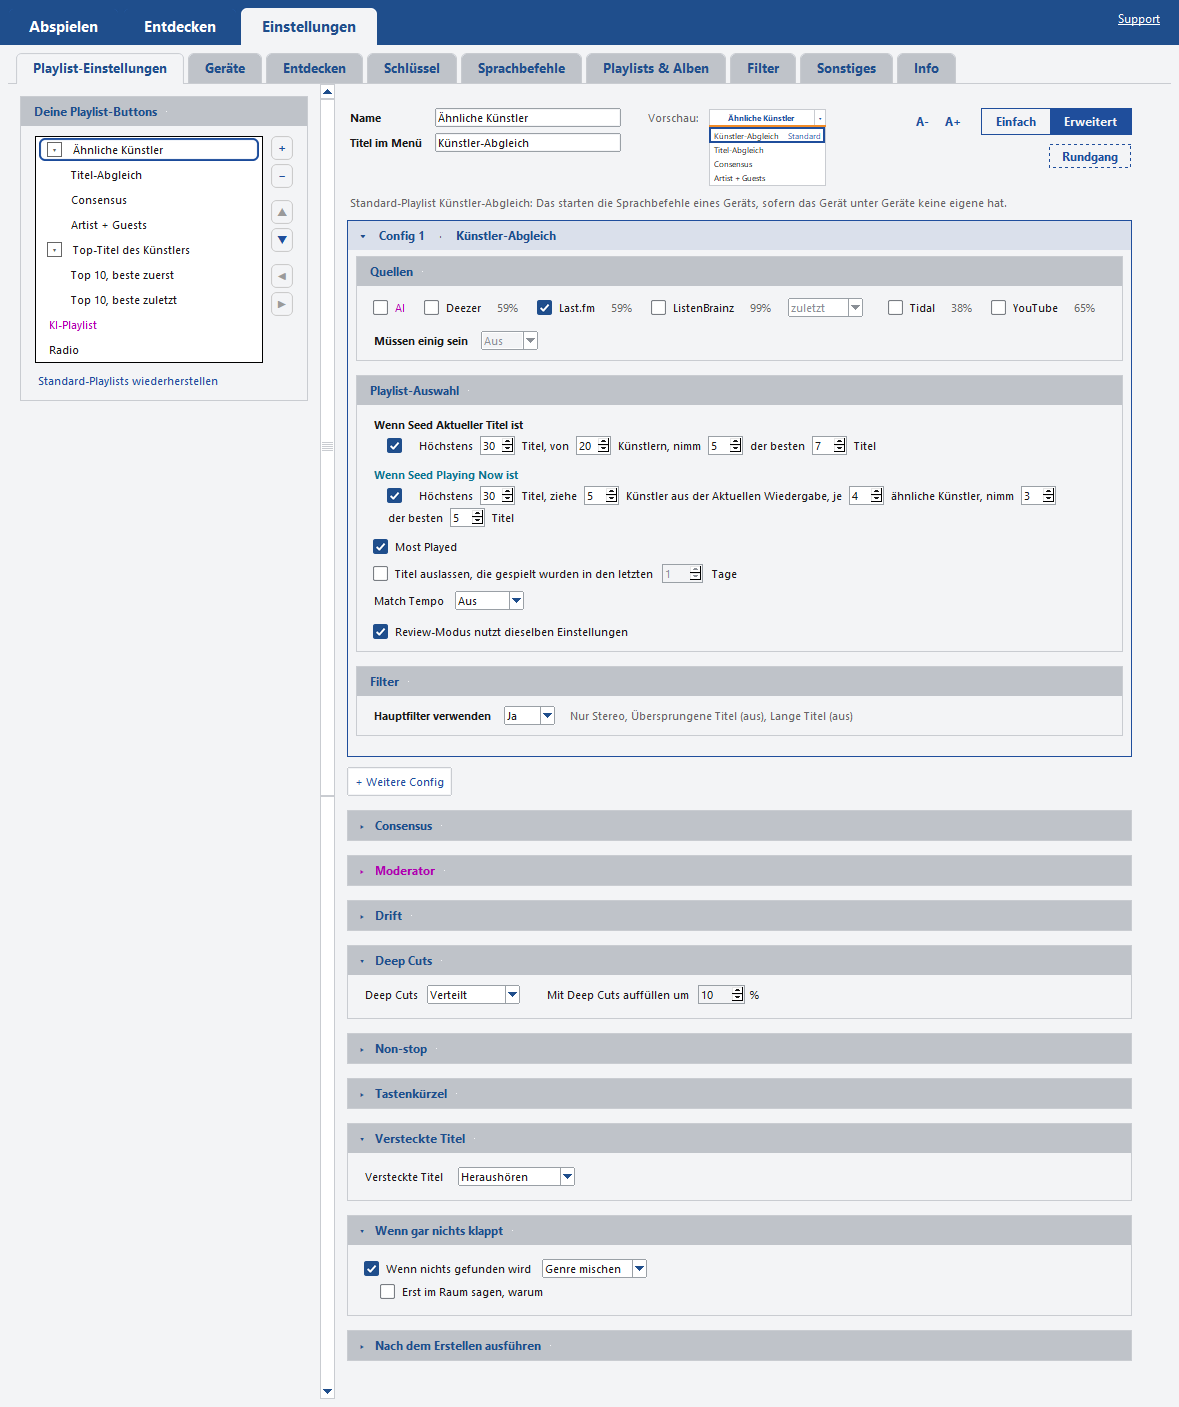 Abspielen Entdecken Einstellungen Support
Playlist-Einstellungen Geräte Entdecken Schlüssel Sprachbefehle Playlists & Alben Filter Sonstiges Info
Deine Playlist-Buttons
Ähnliche Künstler
Titel-Abgleich
Consensus
Artist + Guests
Top-Titel des Künstlers
Top 10, beste zuerst
Top 10, beste zuletzt
KI-Playlist
Radio
Standard-Playlists wiederherstellen
Name Ähnliche Künstler
Titel im Menü Künstler-Abgleich
Vorschau: Ähnliche Künstler
Künstler-Abgleich Standard
Titel-Abgleich
Consensus
Artist + Guests
A- A+ Einfach Erweitert
Rundgang
Standard-Playlist Künstler-Abgleich: Das starten die Sprachbefehle eines Geräts, sofern das Gerät unter Geräte keine eigene hat.
Config 1 · Künstler-Abgleich
Quellen
AI Deezer 59% Last.fm 59% ListenBrainz 99% zuletzt Tidal 38% YouTube 65%
Müssen einig sein Aus
Playlist-Auswahl
Wenn Seed Aktueller Titel ist
Höchstens 30 Titel, von 20 Künstlern, nimm 5 der besten 7 Titel
Wenn Seed Playing Now ist
Höchstens 30 Titel, ziehe 5 Künstler aus der Aktuellen Wiedergabe, je 4 ähnliche Künstler, nimm 3
der besten 5 Titel
Most Played
Titel auslassen, die gespielt wurden in den letzten 1 Tage
Match Tempo Aus
Review-Modus nutzt dieselben Einstellungen
Filter
Hauptfilter verwenden Ja Nur Stereo, Übersprungene Titel (aus), Lange Titel (aus)
+ Weitere Config
Consensus
Moderator
Drift
Deep Cuts
Deep Cuts Verteilt Mit Deep Cuts auffüllen um 10 %
Non-stop
Tastenkürzel
Versteckte Titel
Versteckte Titel Heraushören
Wenn gar nichts klappt
Wenn nichts gefunden wird Genre mischen
Erst im Raum sagen, warum
Nach dem Erstellen ausführen